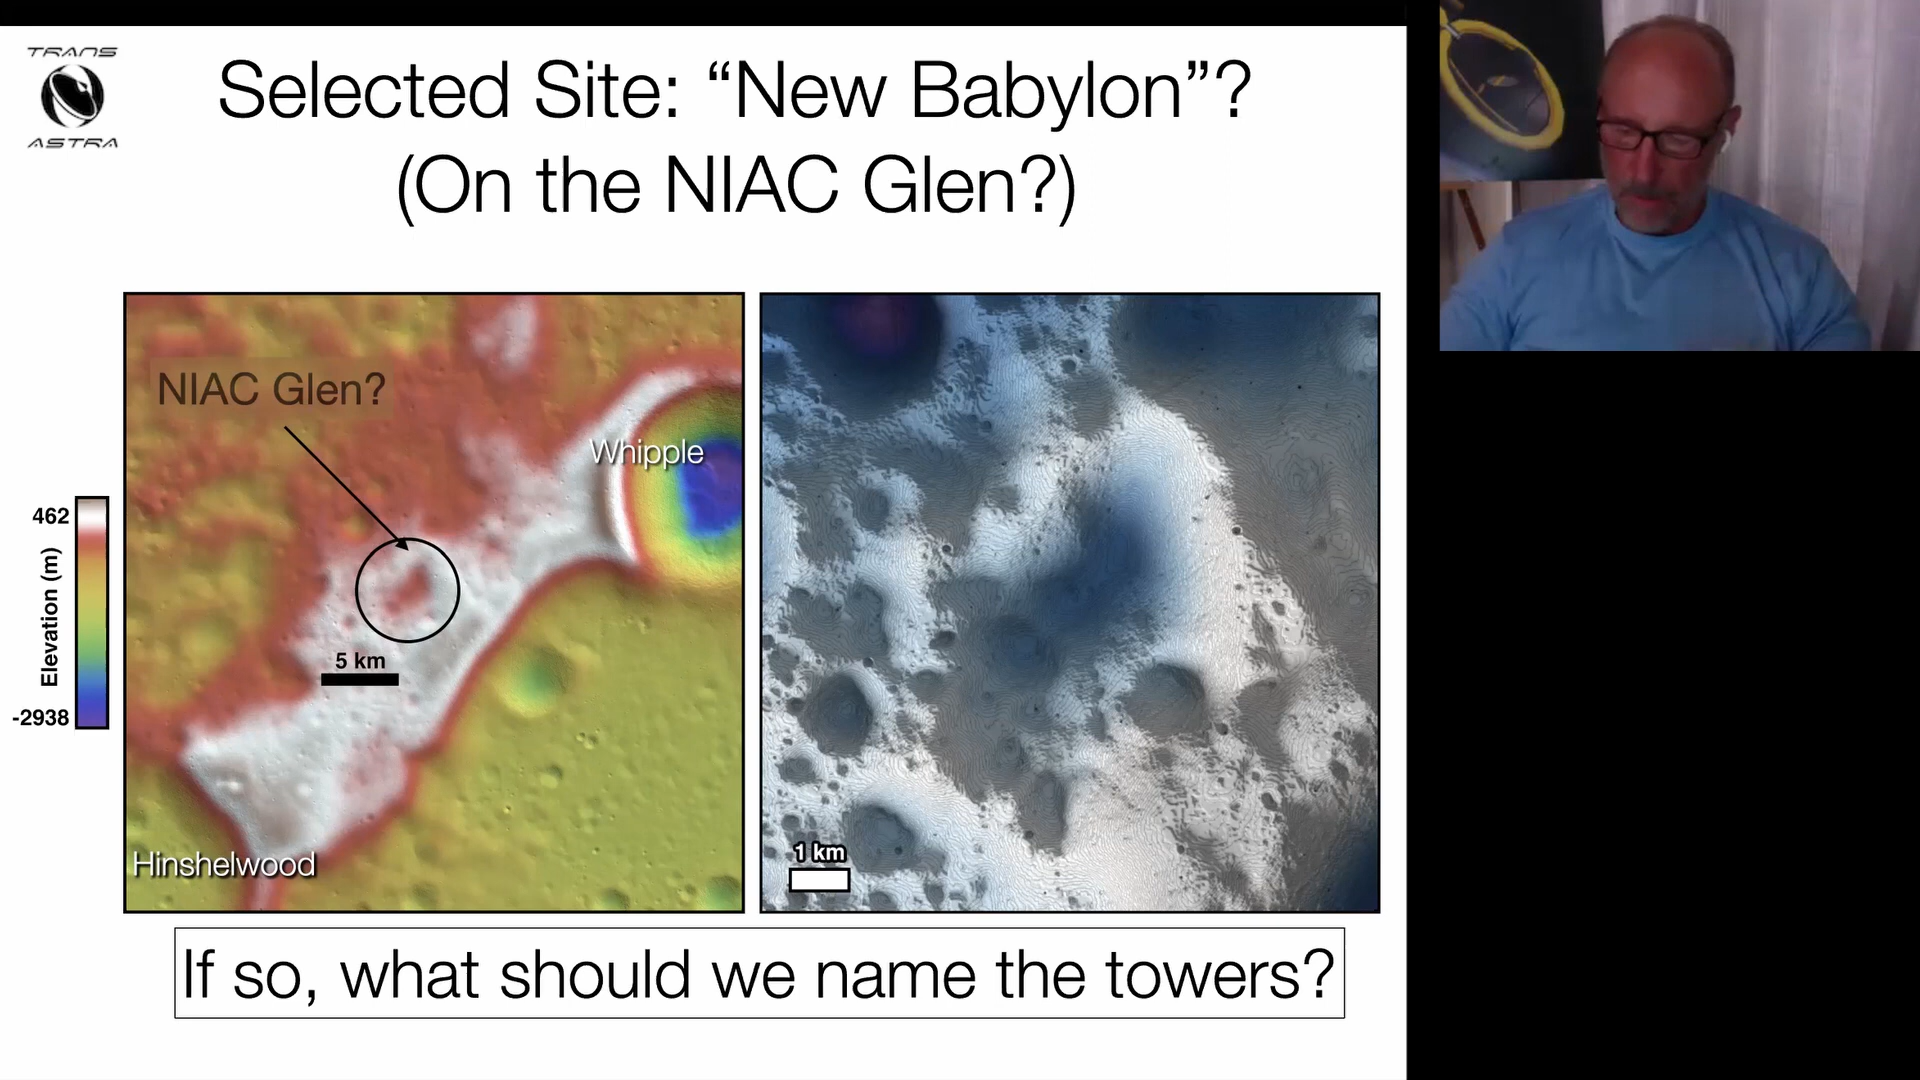 TRANS
ASTRA
Selected Site: “New Babylon”?
(On the NIAC Glen?)
NIAC Glen?
Whipple
462
Elevation (m)
-2938
5 km
Hinshelwood
1 km
If so, what should we name the towers?